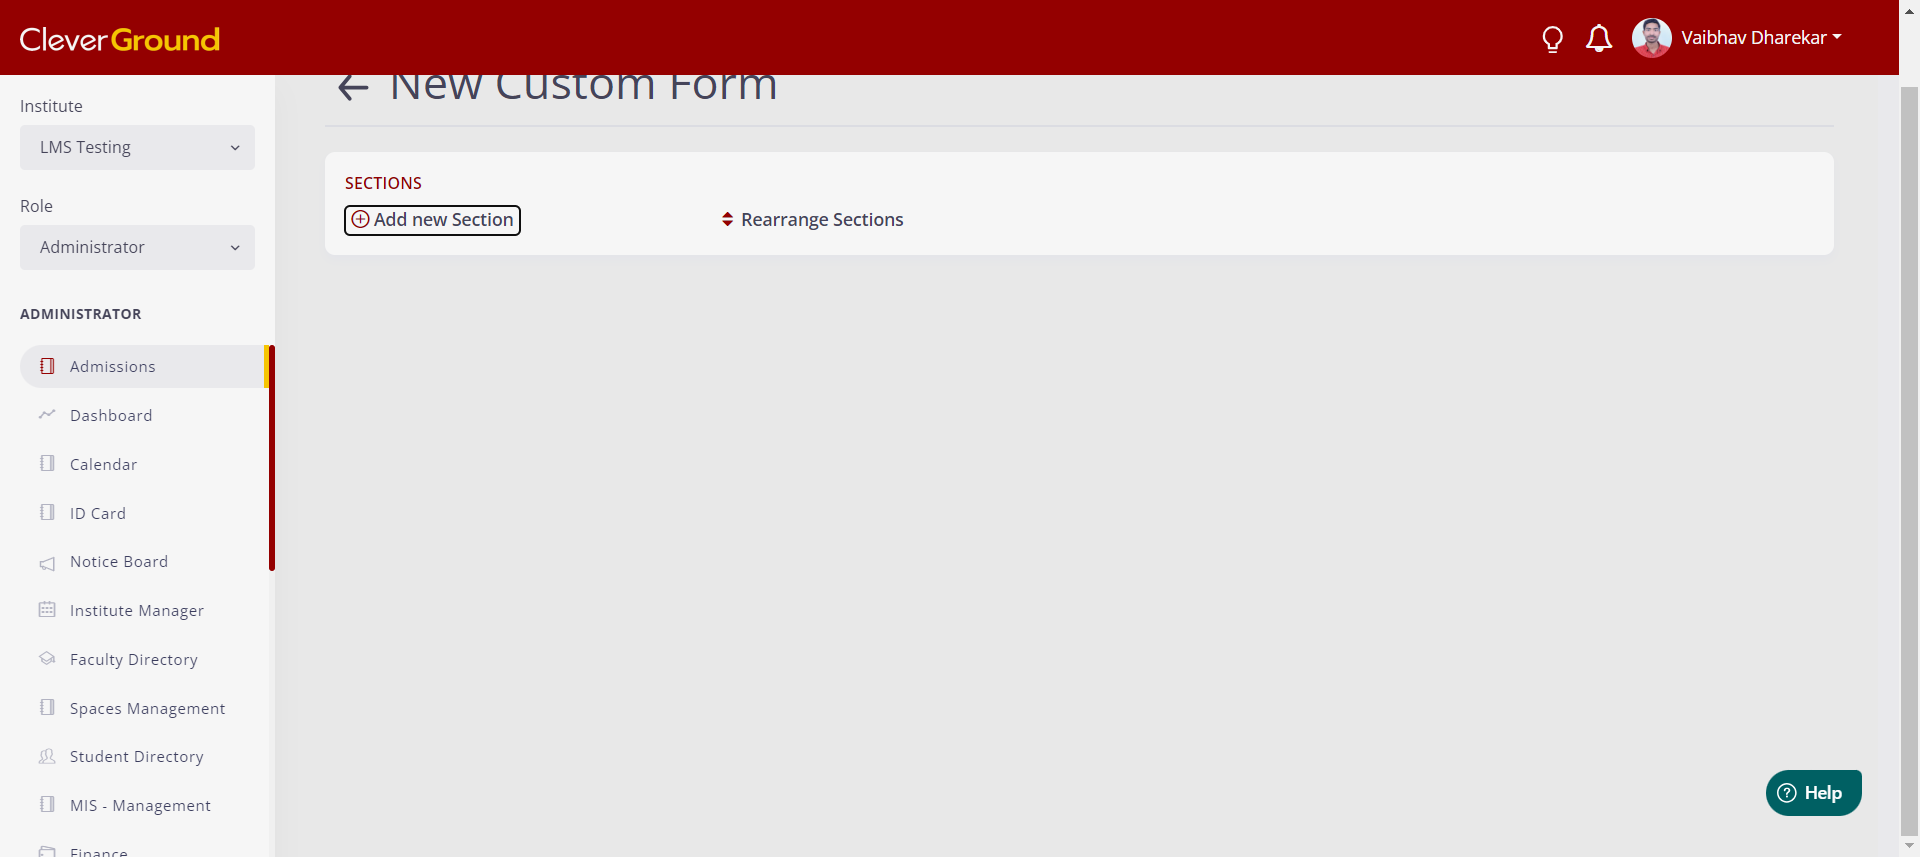 CleverGround
Vaibhav Dharekar
Institute
LMS Testing
Role
Administrator
ADMINISTRATOR
Admissions
Dashboard
Calendar
ID Card
Notice Board
Institute Manager
Faculty Directory
Spaces Management
Student Directory
MIS - Management
Finance
New Custom Form
SECTIONS
Add new Section
Rearrange Sections
Help